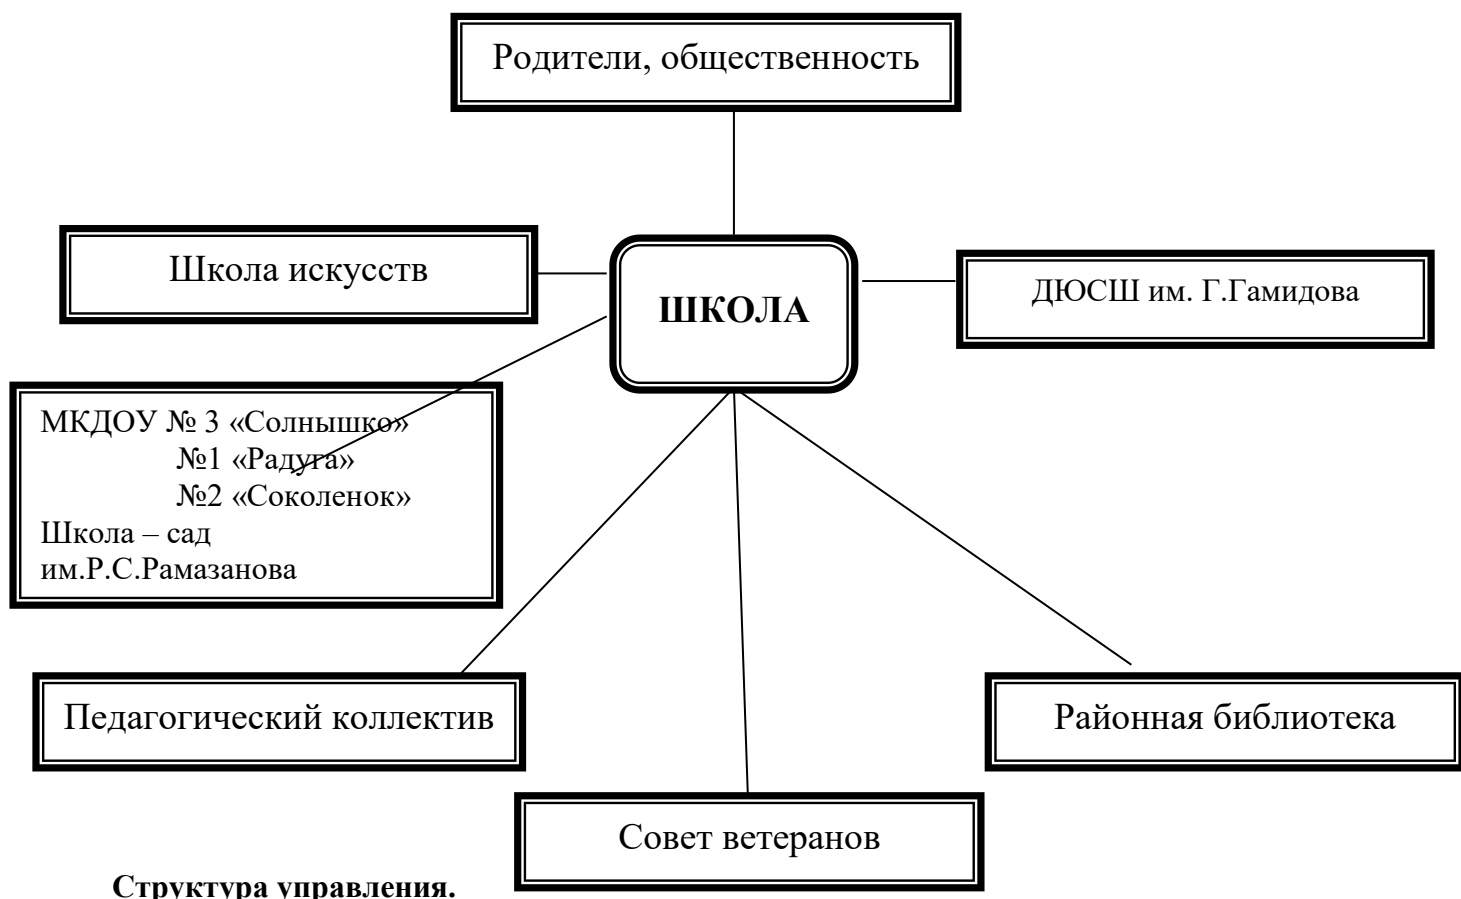 Родители, общественность
Школа искусств
ШКОЛА
ДЮСШ им. Г.Гамидова
МКДОУ № 3 «Солнышко»
№1 «Радуга»
№2 «Соколенок»
Школа – сад
им.Р.С.Рамазанова
Педагогический коллектив
Районная библиотека
Совет ветеранов
Структура управления.